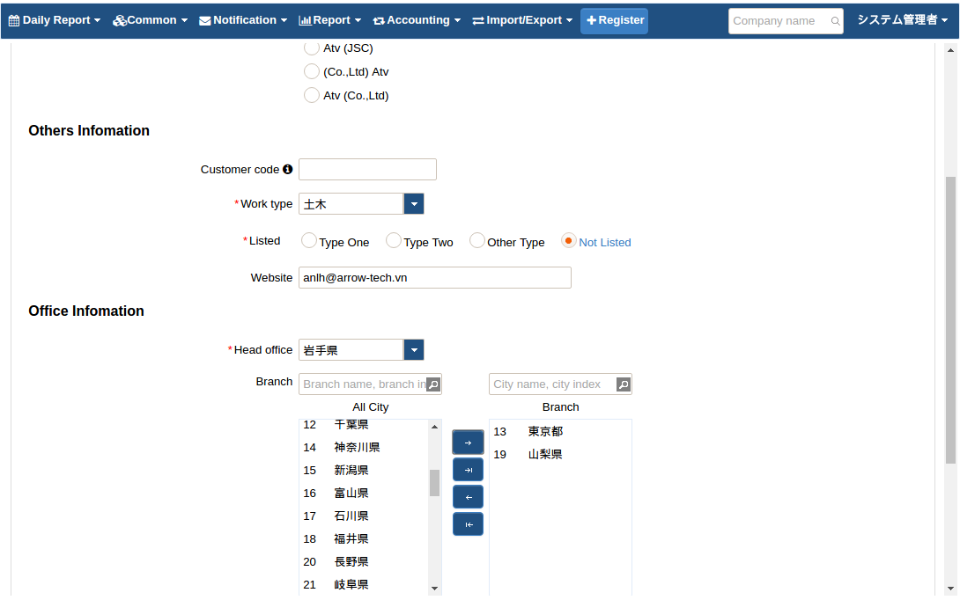 Daily Report Common Notification Report Accounting Import/Export + Register Company name システム管理者
Atv (JSC)
(Co.,Ltd) Atv
Atv (Co.,Ltd)
Others Infomation
Customer code
*Work type 土木
*Listed Type One Type Two Other Type Not Listed
Website anlh@arrow-tech.vn
Office Infomation
*Head office 岩手県
Branch Branch name, branch in City name, city index
All City Branch
12 千葉県
13 東京都
14 神奈川県
19 山梨県
15 新潟県
16 富山県
17 石川県
18 福井県
20 長野県
21 岐阜県